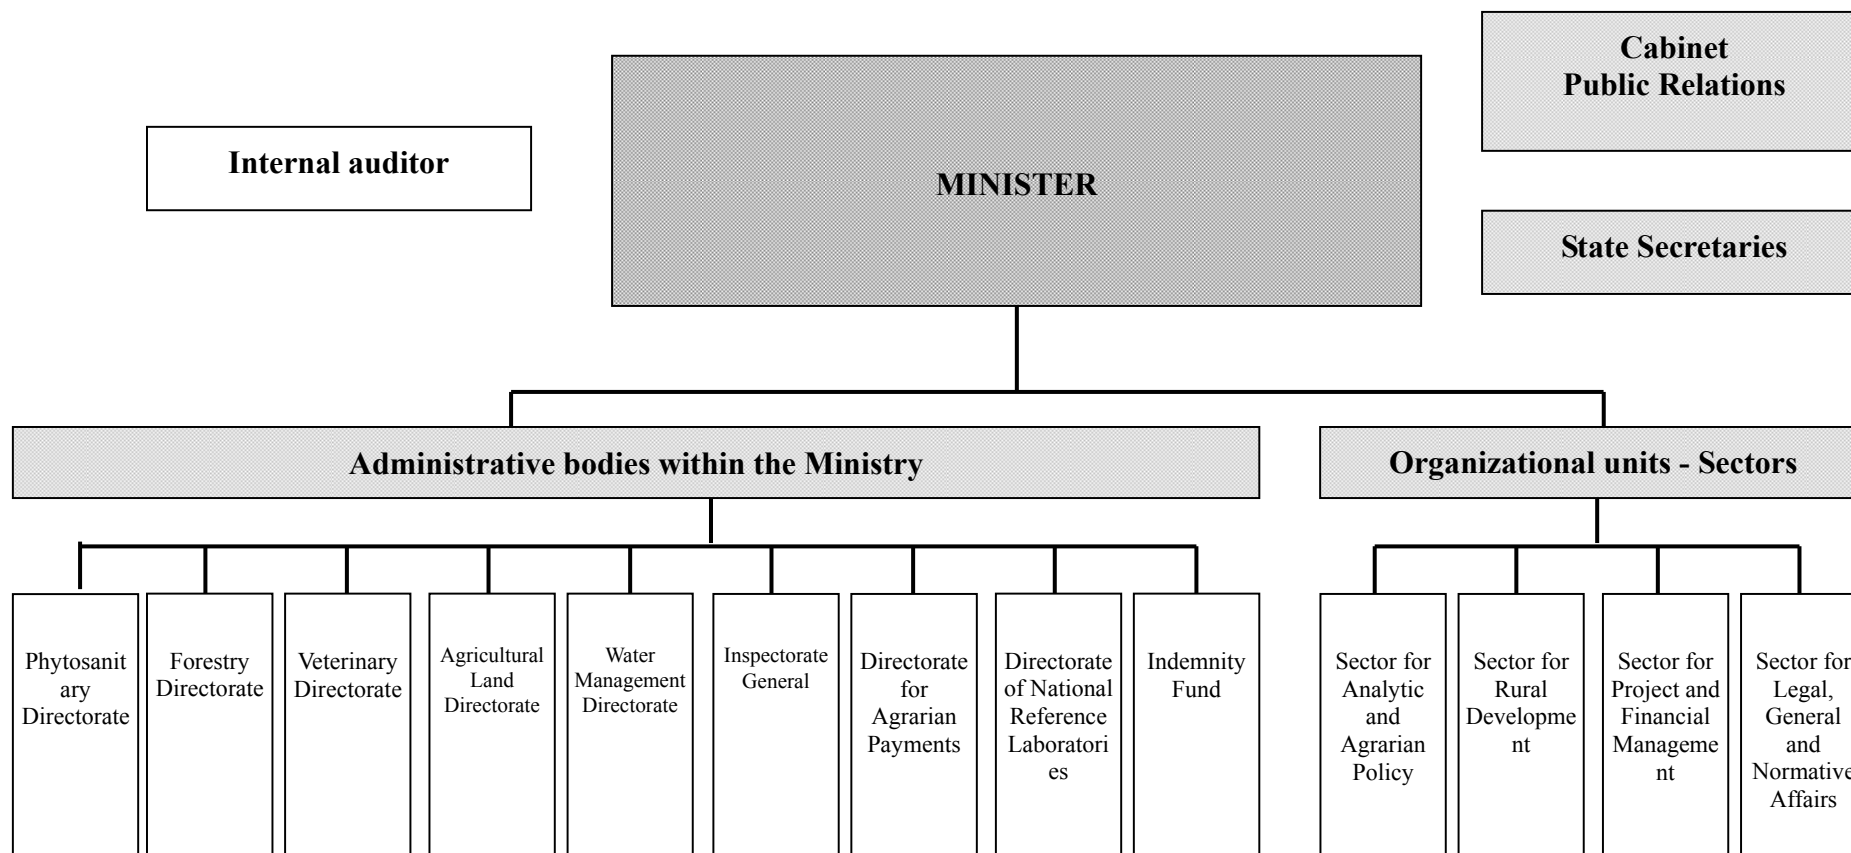 Cabinet
Public Relations
Internal auditor
MINISTER
State Secretaries
Administrative bodies within the Ministry
Organizational units - Sectors
Phytosanit
ary
Directorate
Forestry
Directorate
Veterinary
Directorate
Agricultural
Land
Directorate
Water
Management
Directorate
Inspectorate
General
Directorate
for
Agrarian
Payments
Directorate
of National
Reference
Laboratori
es
Indemnity
Fund
Sector for
Analytic
and
Agrarian
Policy
Sector for
Rural
Developme
nt
Sector for
Project and
Financial
Manageme
nt
Sector for
Legal,
General
and
Normative
Affairs